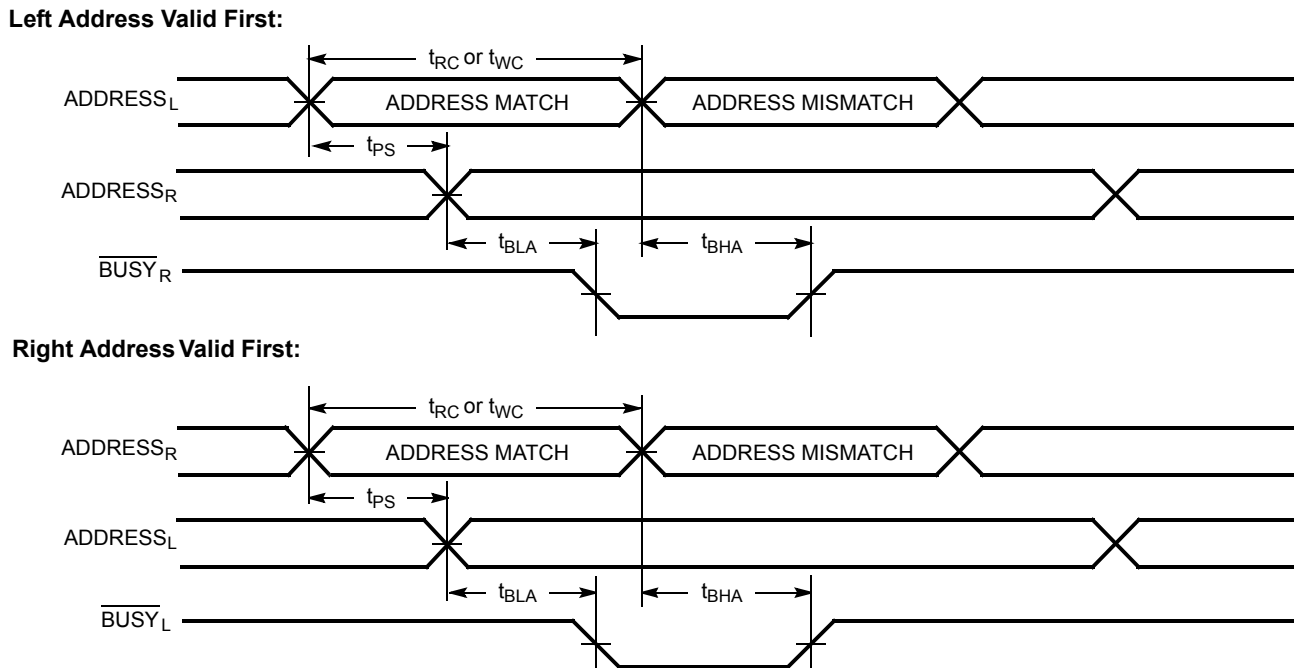 Left Address Valid First:
tRC or tWC
ADDRESSL
ADDRESS MATCH
ADDRESS MISMATCH
tPS
ADDRESSR
tBLA
tBHA
BUSYR
Right Address Valid First:
tRC or tWC
ADDRESSR
ADDRESS MATCH
ADDRESS MISMATCH
tPS
ADDRESSL
tBLA
tBHA
BUSYL